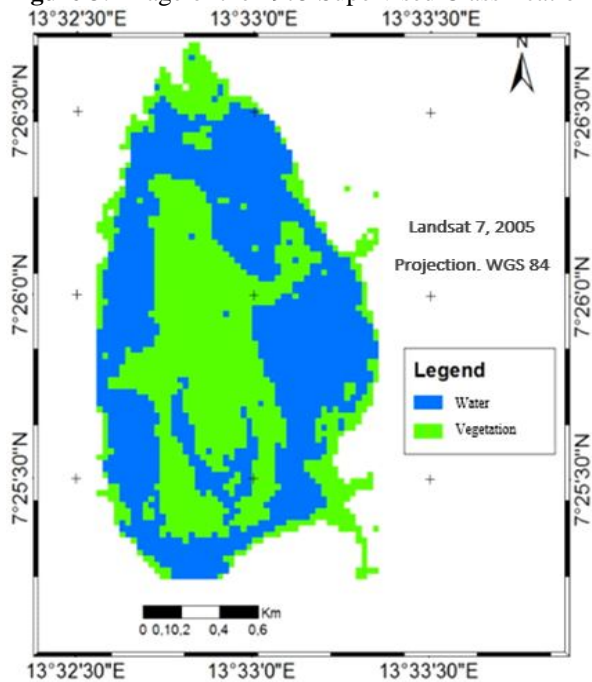 13°32'30"E 13°33'0"E 13°33'30"E
N
7°26'30"N 7°26'30"N
Landsat 7, 2005
Projection. WGS 84
7°26'0"N 7°26'0"N
Legend
Water
Vegetation
7°25'30"N 7°25'30"N
Km
0 0,10,2 0,4 0,6
13°32'30"E 13°33'0"E 13°33'30"E